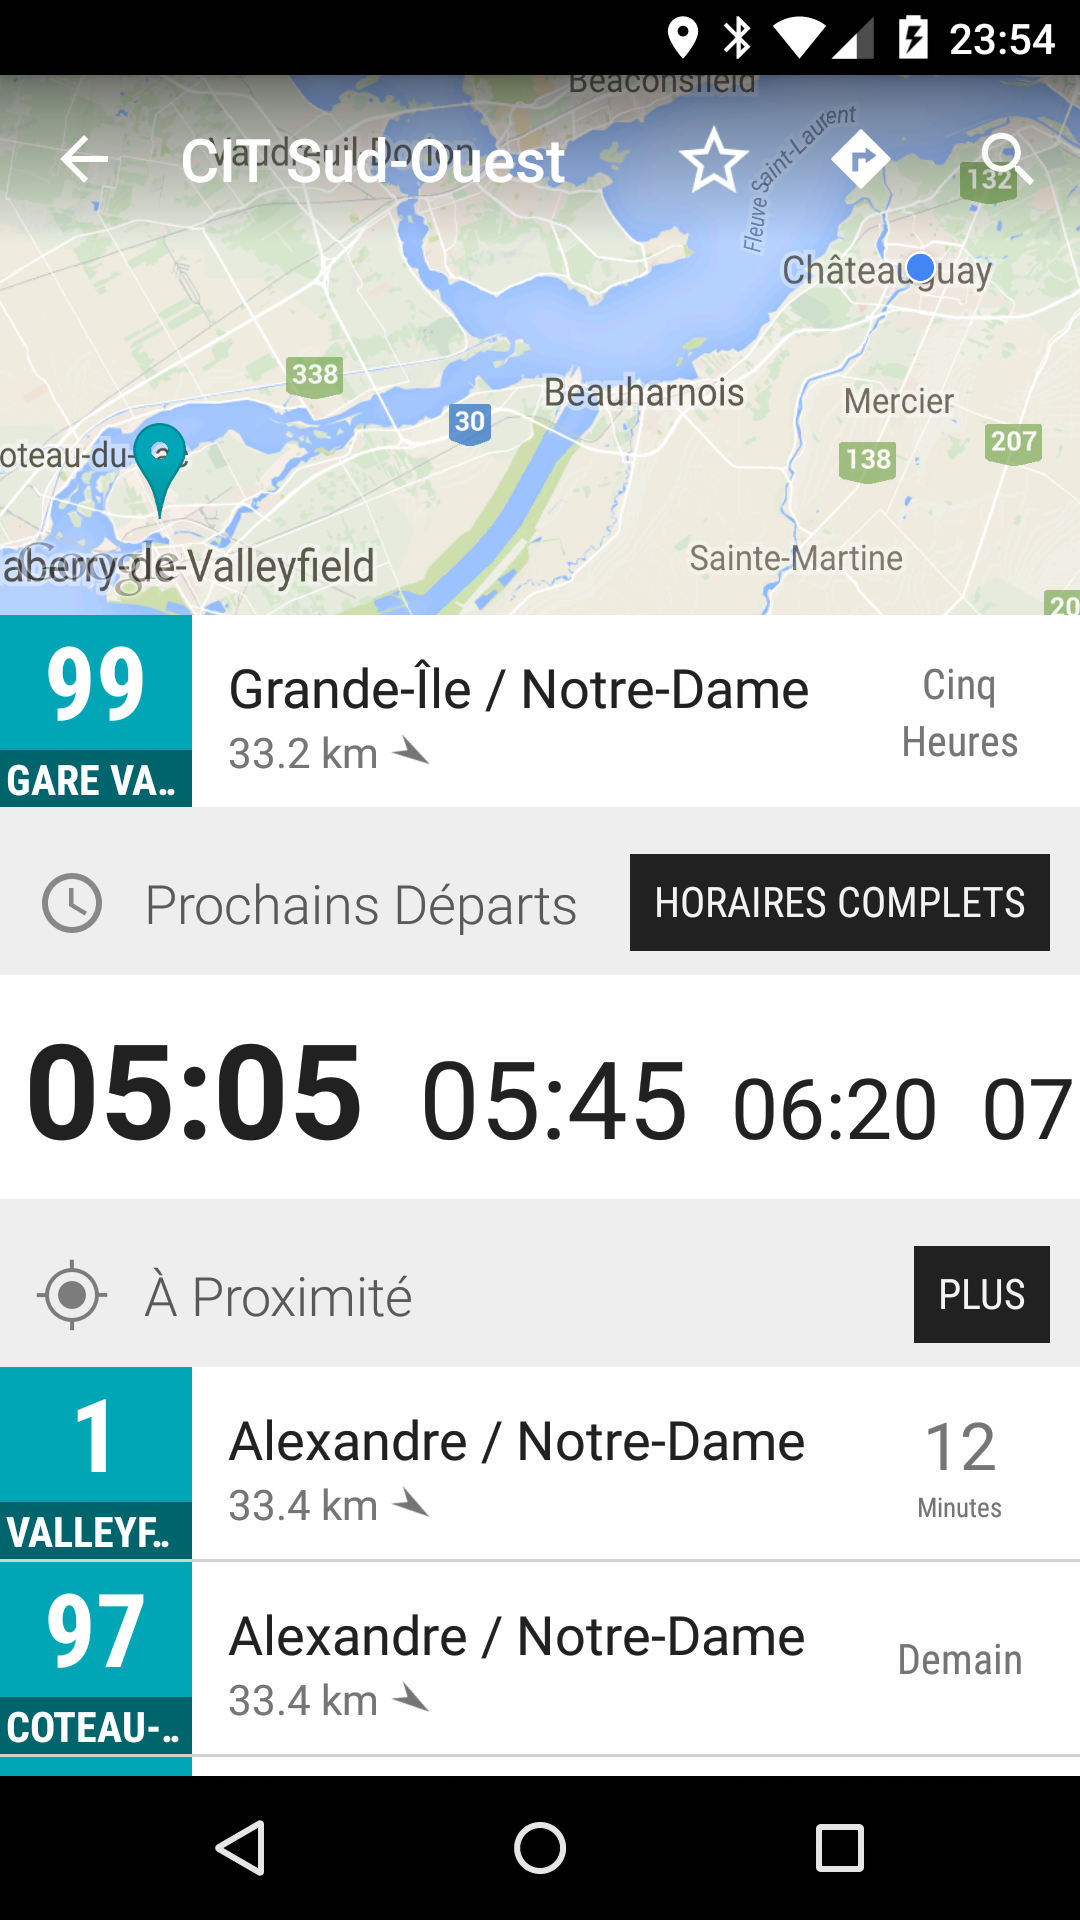 23:54
Beaconsfield
Vaudreuil-Dorion
CIT Sud-Ouest
Fleuve Saint-Laurent
132
Châteauguay
338
30
Beauharnois
Mercier
207
138
oteau-du-Lac
Google
aberry-de-Valleyfield
Sainte-Martine
20
99
GARE VA..
Grande-Île / Notre-Dame
33.2 km
Cinq
Heures
Prochains Départs
HORAIRES COMPLETS
05:05 05:45 06:20 07
À Proximité
PLUS
1
VALLEYF..
Alexandre / Notre-Dame
33.4 km
12
Minutes
97
COTEAU-..
Alexandre / Notre-Dame
33.4 km
Demain